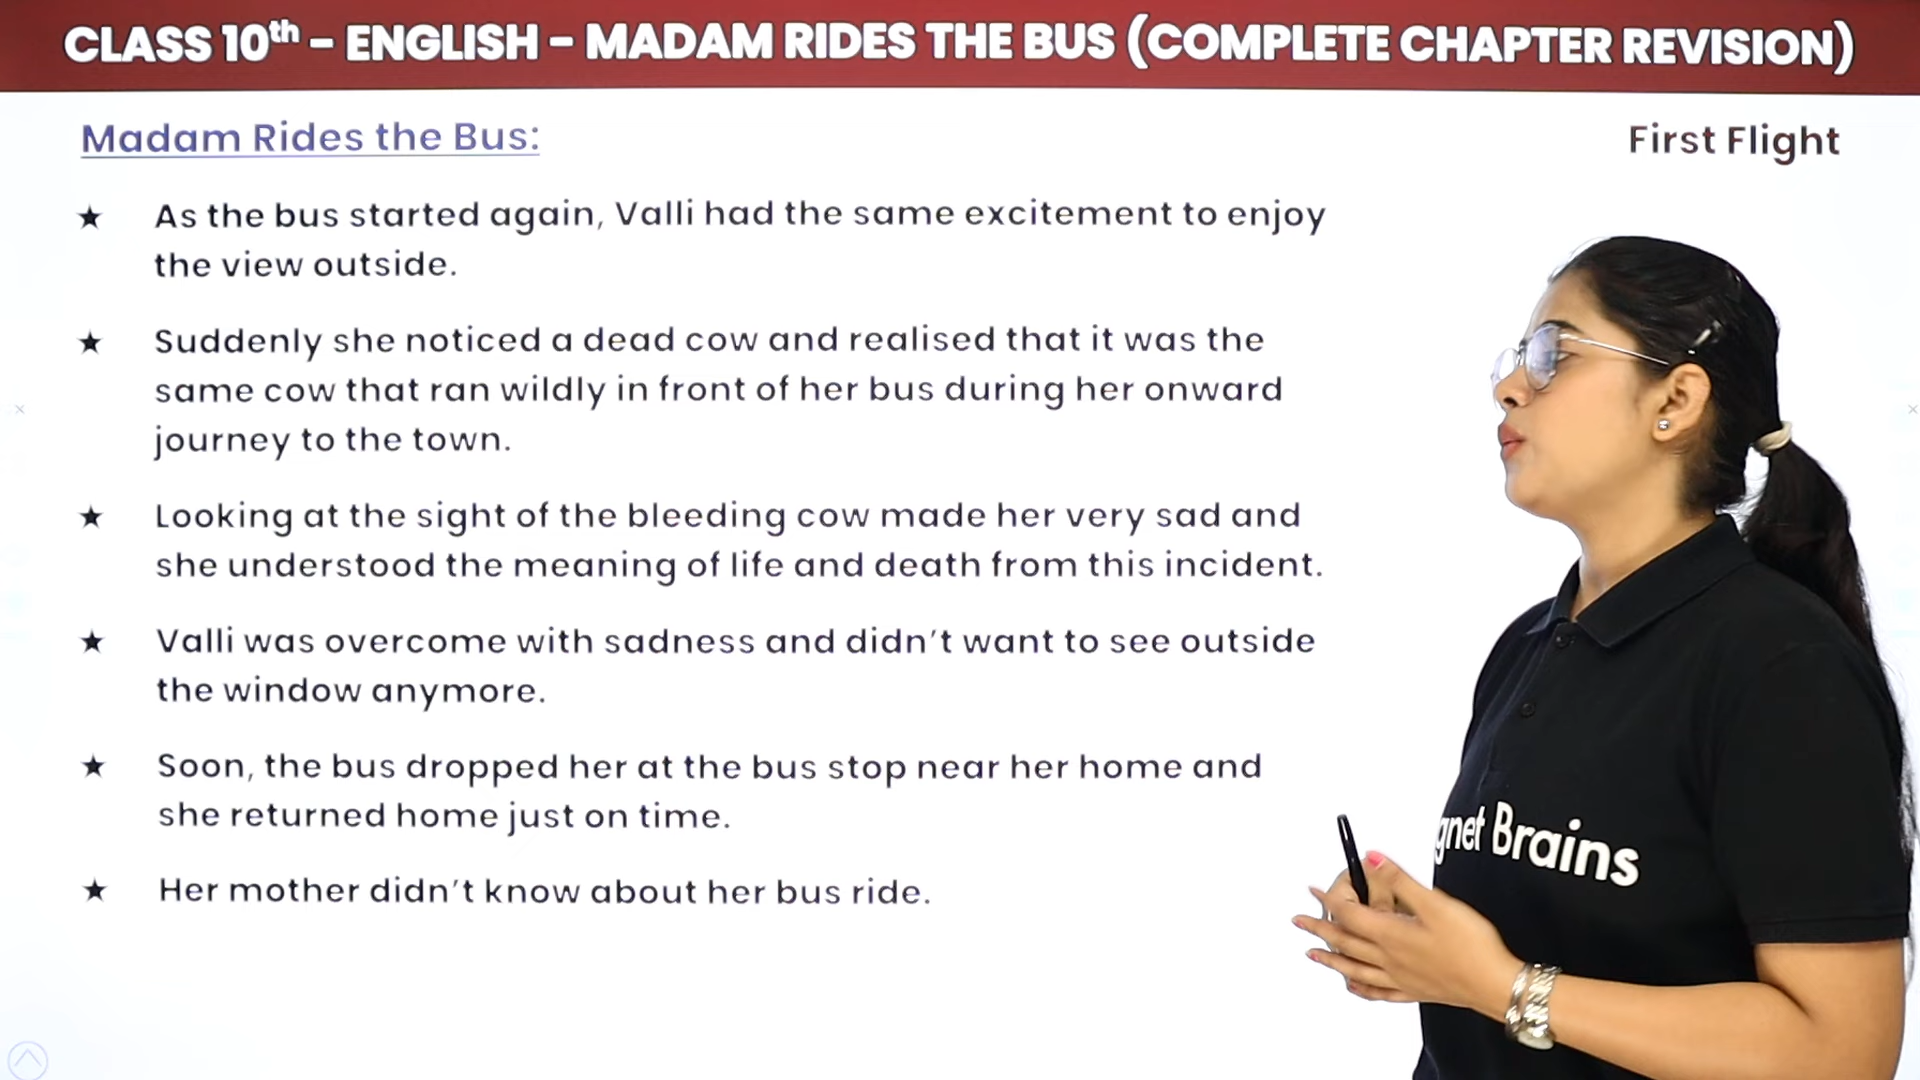 CLASS 10th – ENGLISH – MADAM RIDES THE BUS (COMPLETE CHAPTER REVISION)
Madam Rides the Bus:
First Flight
★ As the bus started again, Valli had the same excitement to enjoy
the view outside.
★ Suddenly she noticed a dead cow and realised that it was the
same cow that ran wildly in front of her bus during her onward
journey to the town.
★ Looking at the sight of the bleeding cow made her very sad and
she understood the meaning of life and death from this incident.
★ Valli was overcome with sadness and didn't want to see outside
the window anymore.
★ Soon, the bus dropped her at the bus stop near her home and
she returned home just on time.
★ Her mother didn't know about her bus ride.
gnet Brains